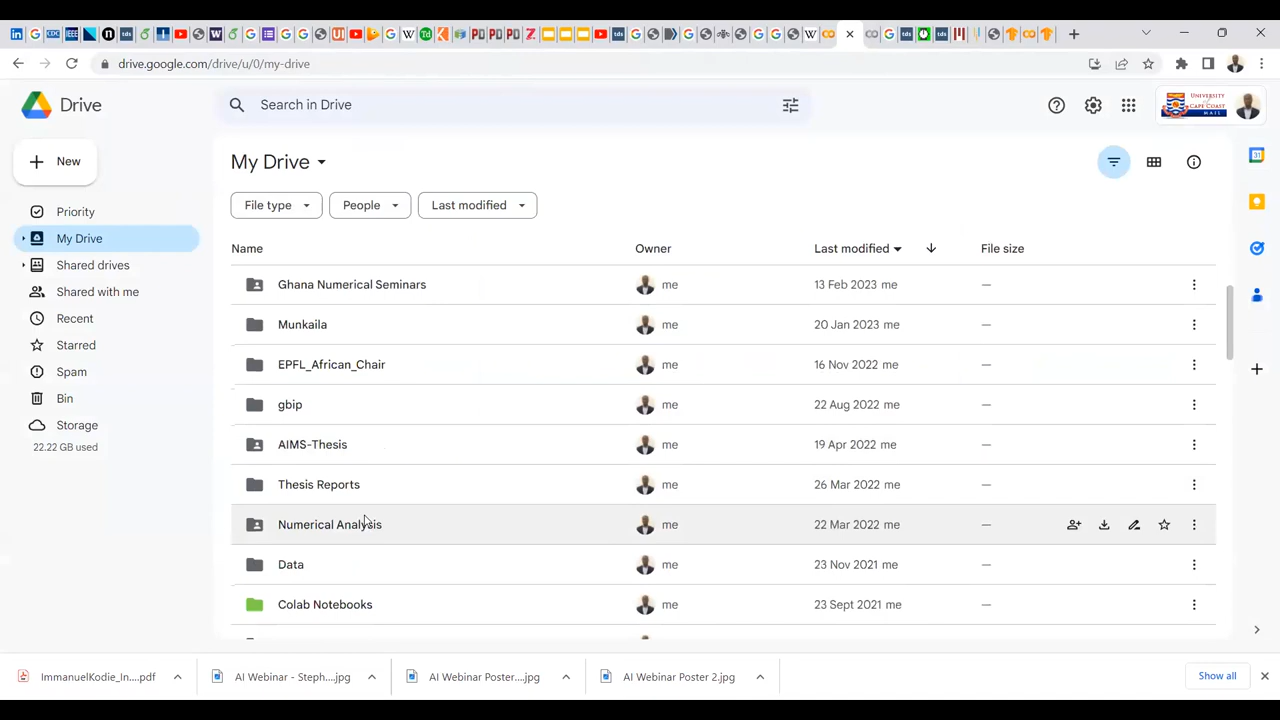 drive.google.com/drive/u/0/my-drive
Drive
Search in Drive
UNIVERSITY
OF
CAPE COAST
MAIL
New
My Drive
Priority
My Drive
Shared drives
Shared with me
Recent
Starred
Spam
Bin
Storage
22.22 GB used
File type
People
Last modified
Name
Owner
Last modified
File size
Ghana Numerical Seminars
me
13 Feb 2023 me
—
Munkaila
me
20 Jan 2023 me
—
EPFL_African_Chair
me
16 Nov 2022 me
—
gbip
me
22 Aug 2022 me
—
AIMS-Thesis
me
19 Apr 2022 me
—
Thesis Reports
me
26 Mar 2022 me
—
Numerical Analysis
me
22 Mar 2022 me
—
Data
me
23 Nov 2021 me
—
Colab Notebooks
me
23 Sept 2021 me
—
ImmanuelKodie_In....pdf
AI Webinar - Steph....jpg
AI Webinar Poster....jpg
AI Webinar Poster 2.jpg
Show all